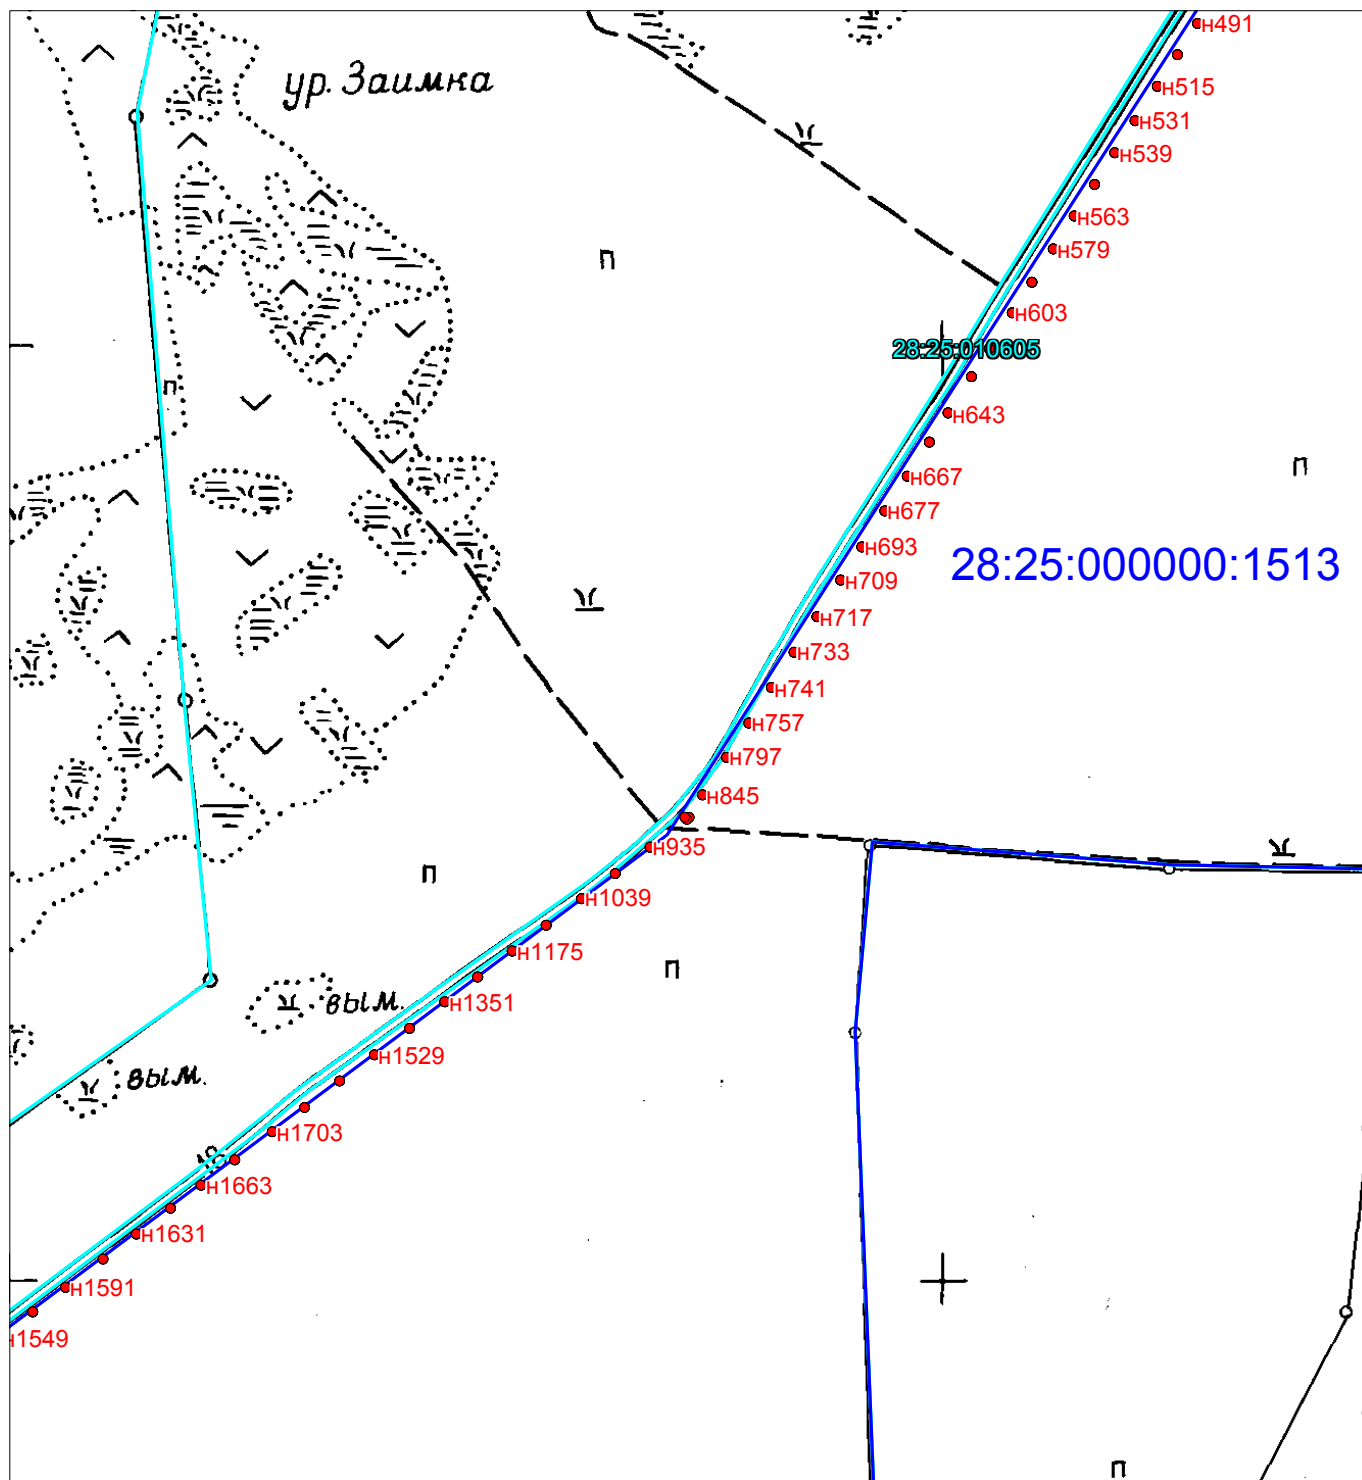 н491
ур. Заимка
н515
н531
н539
н563
н579
п
н603
28:25:010605
п
н643
п
н667
н677
н693
28:25:000000:1513
н709
н717
н733
н741
н757
н797
н845
н935
п
н1039
н1175
п
вым.
н1351
н1529
вым.
н1703
н1663
н1631
н1591
н1549
п